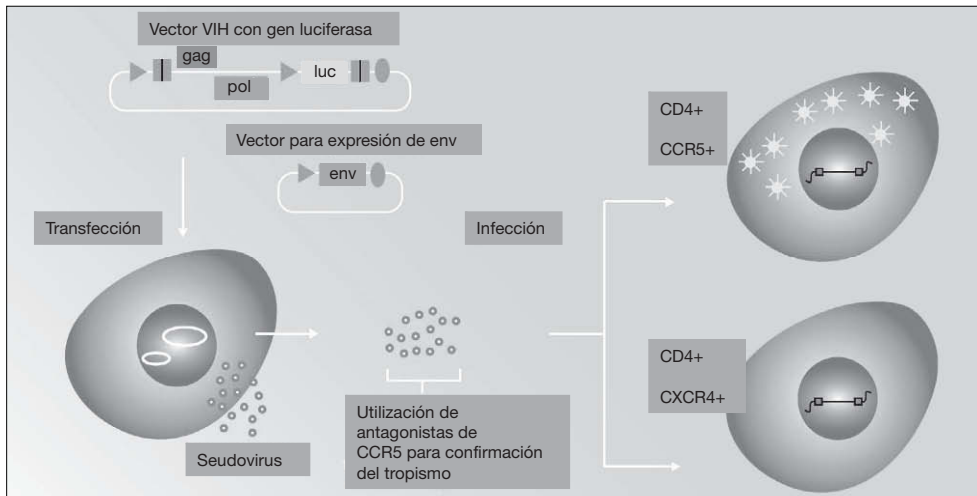 Vector VIH con gen luciferasa
gag
luc
pol
Vector para expresión de env
env
Transfección
Infección
CD4+
CCR5+
CD4+
CXCR4+
Seudovirus
Utilización de
antagonistas de
CCR5 para confirmación
del tropismo